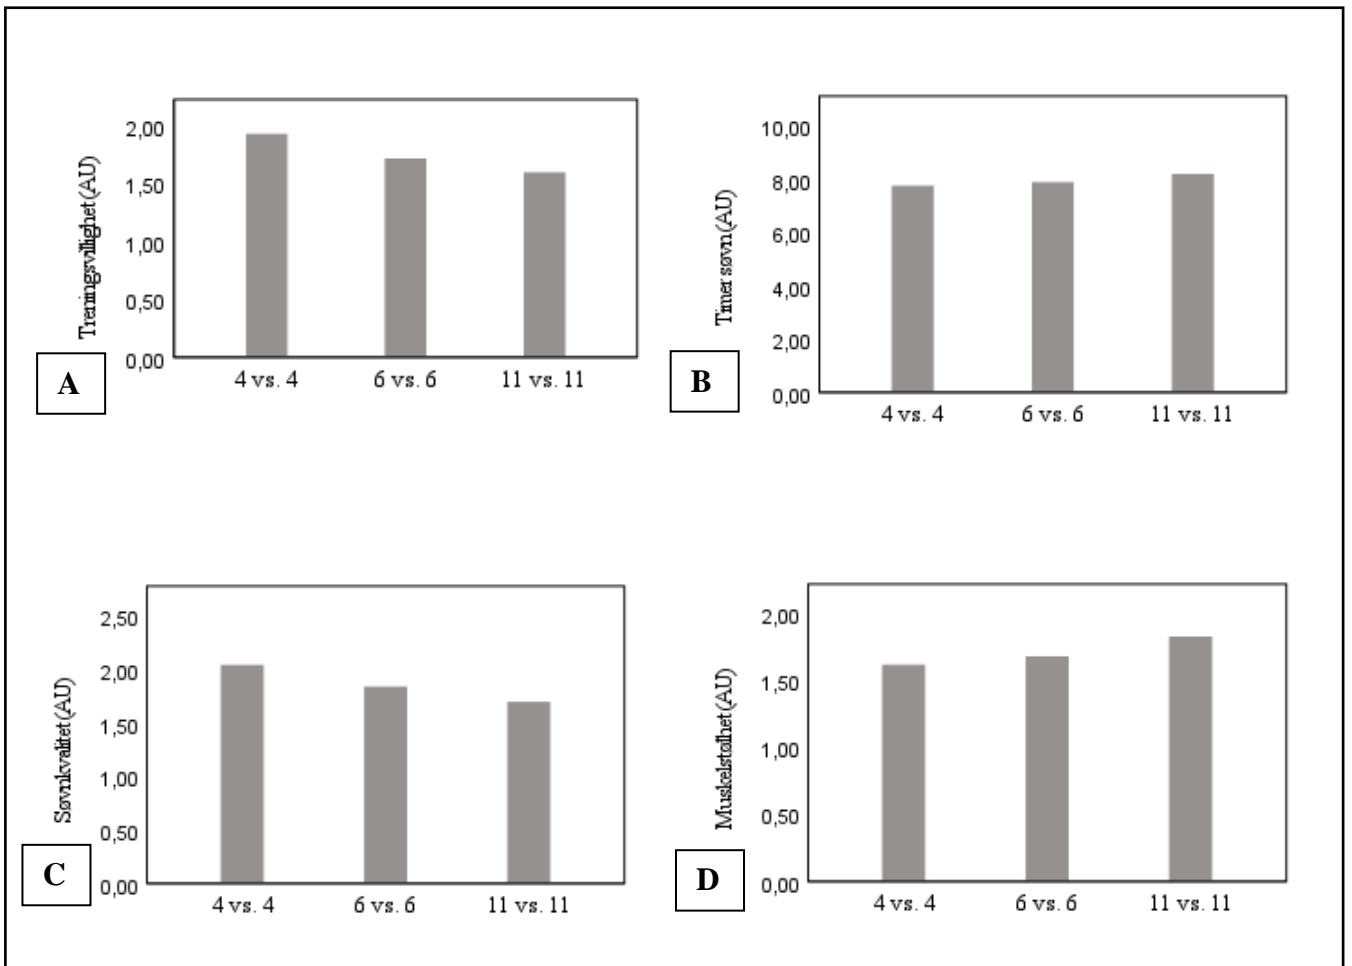 Treningsvillighet (AU)
2,00
1,50
1,00
0,50
0,00
4 vs. 4 6 vs. 6 11 vs. 11
A
Timer søvn (AU)
10,00
8,00
6,00
4,00
2,00
0,00
4 vs. 4 6 vs. 6 11 vs. 11
B
Søvnkvalitet (AU)
2,50
2,00
1,50
1,00
0,50
0,00
4 vs. 4 6 vs. 6 11 vs. 11
C
Muskelstølhet (AU)
2,00
1,50
1,00
0,50
0,00
4 vs. 4 6 vs. 6 11 vs. 11
D